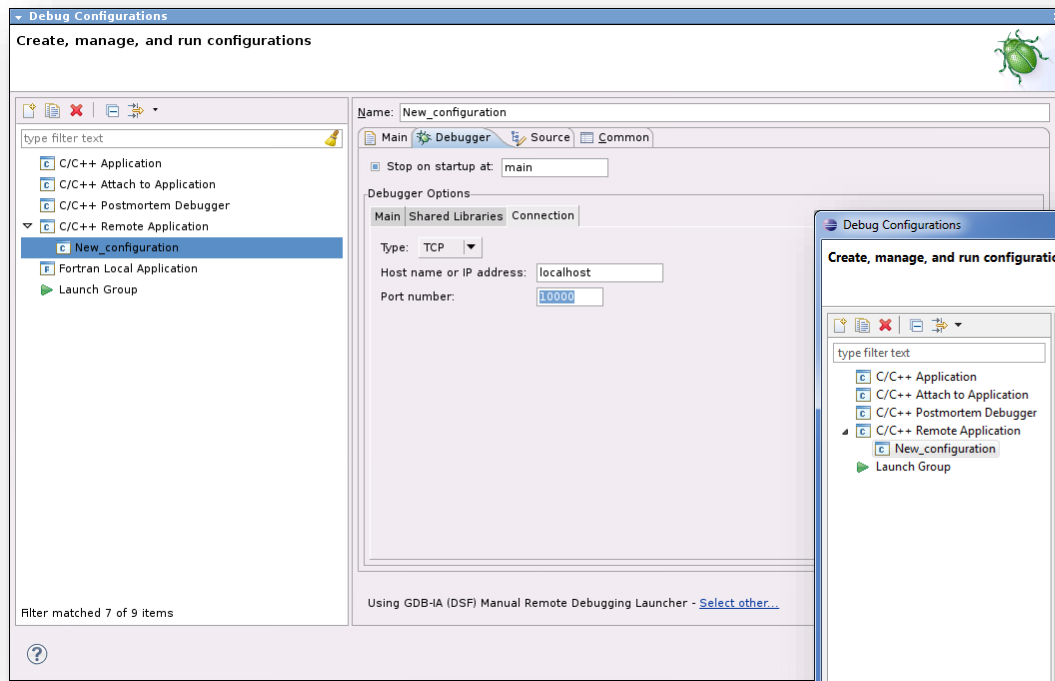 Debug Configurations
Create, manage, and run configurations
type filter text
C/C++ Application
C/C++ Attach to Application
C/C++ Postmortem Debugger
C/C++ Remote Application
New_configuration
Fortran Local Application
Launch Group
Filter matched 7 of 9 items
Name: New_configuration
Main Debugger Source Common
Stop on startup at: main
Debugger Options
Main Shared Libraries Connection
Type: TCP
Host name or IP address: localhost
Port number: 10000
Using GDB-IA (DSF) Manual Remote Debugging Launcher - Select other...
Debug Configurations
Create, manage, and run
type filter text
C/C++ Application
C/C++ Attach to Application
C/C++ Postmortem Debugger
C/C++ Remote Application
New_configuration
Launch Group